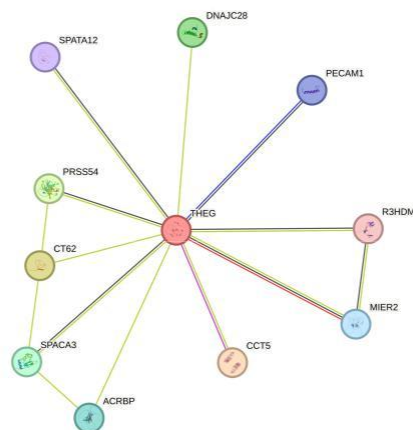 DNAJC28
SPATA12
PECAM1
PRSS54
THEG
R3HDM
CT62
MIER2
SPACA3
CCT5
ACRBP